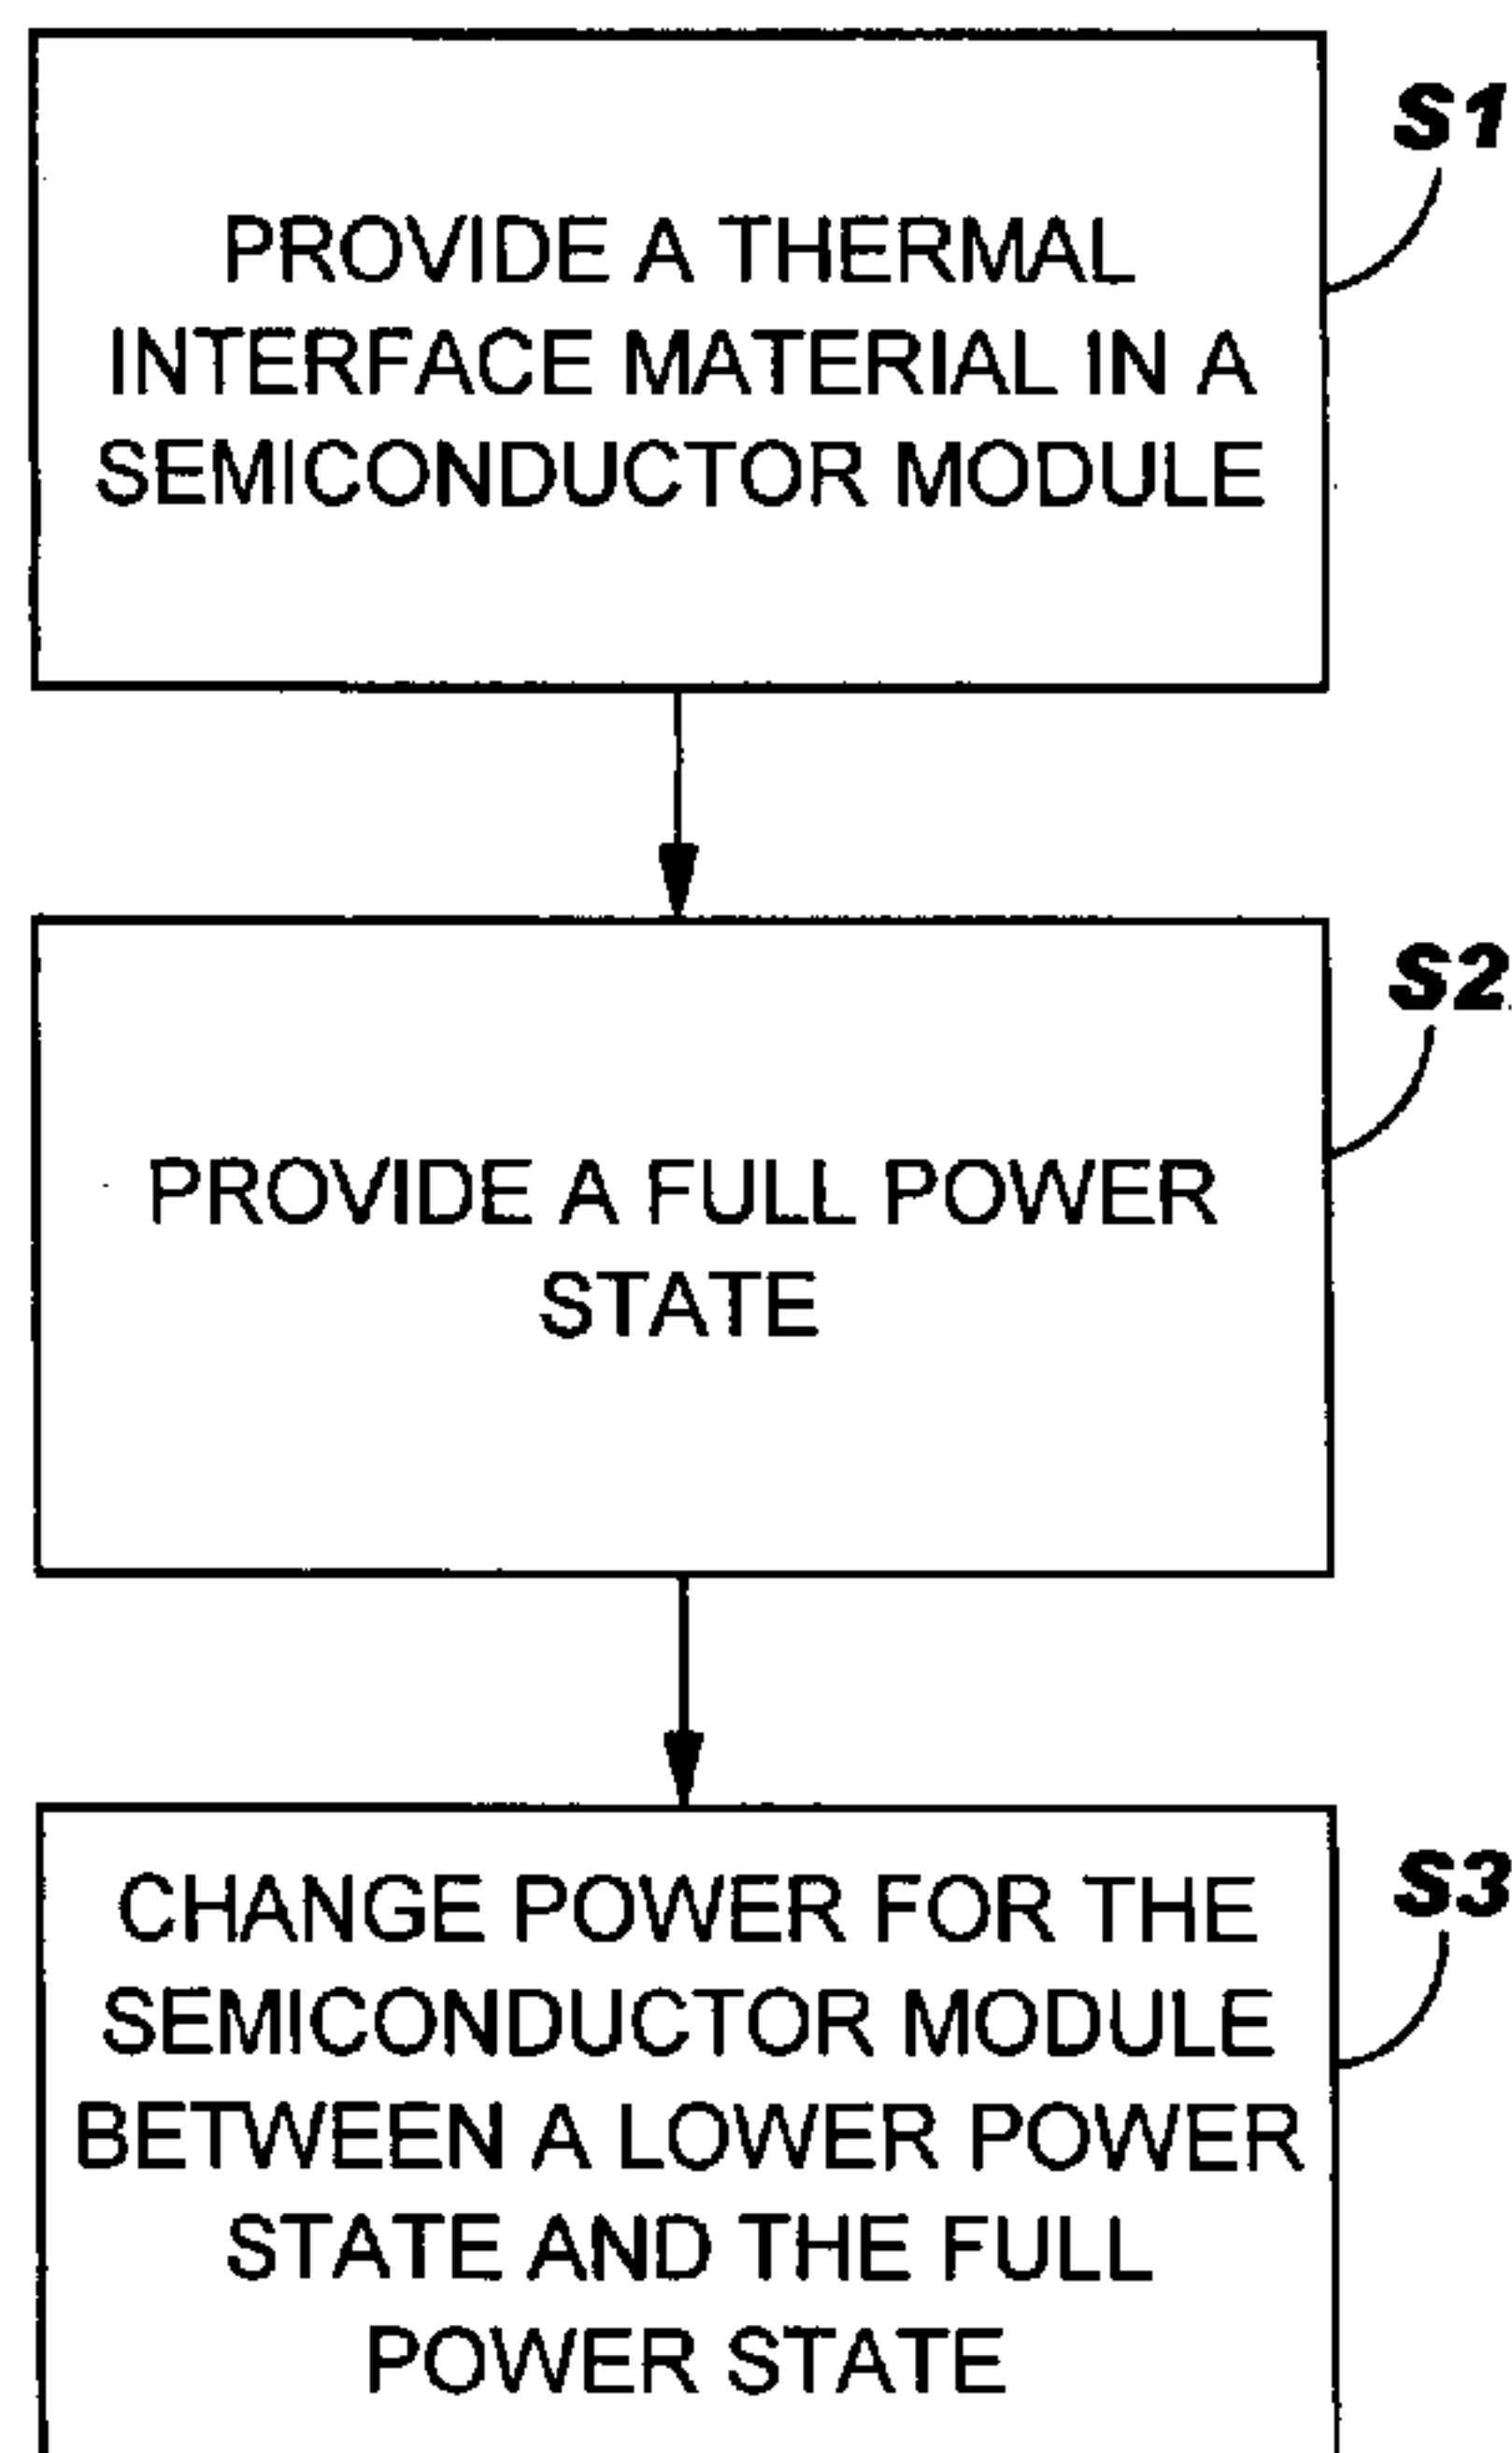 S1
PROVIDE A THERMAL
INTERFACE MATERIAL IN A
SEMICONDUCTOR MODULE
S2
PROVIDE A FULL POWER
STATE
S3
CHANGE POWER FOR THE
SEMICONDUCTOR MODULE
BETWEEN A LOWER POWER
STATE AND THE FULL
POWER STATE